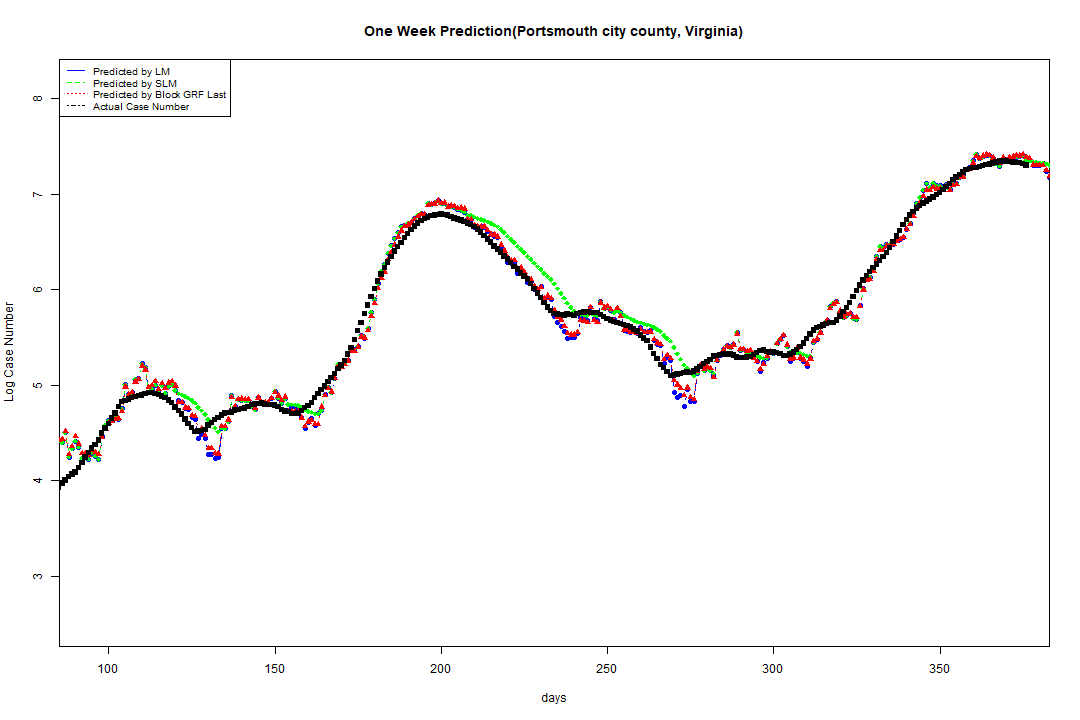 One Week Prediction(Portsmouth city county, Virginia)
Predicted by LM
Predicted by SLM
Predicted by Block GRF Last
Actual Case Number
8
7
6
5
4
3
Log Case Number
100 150 200 250 300 350
days